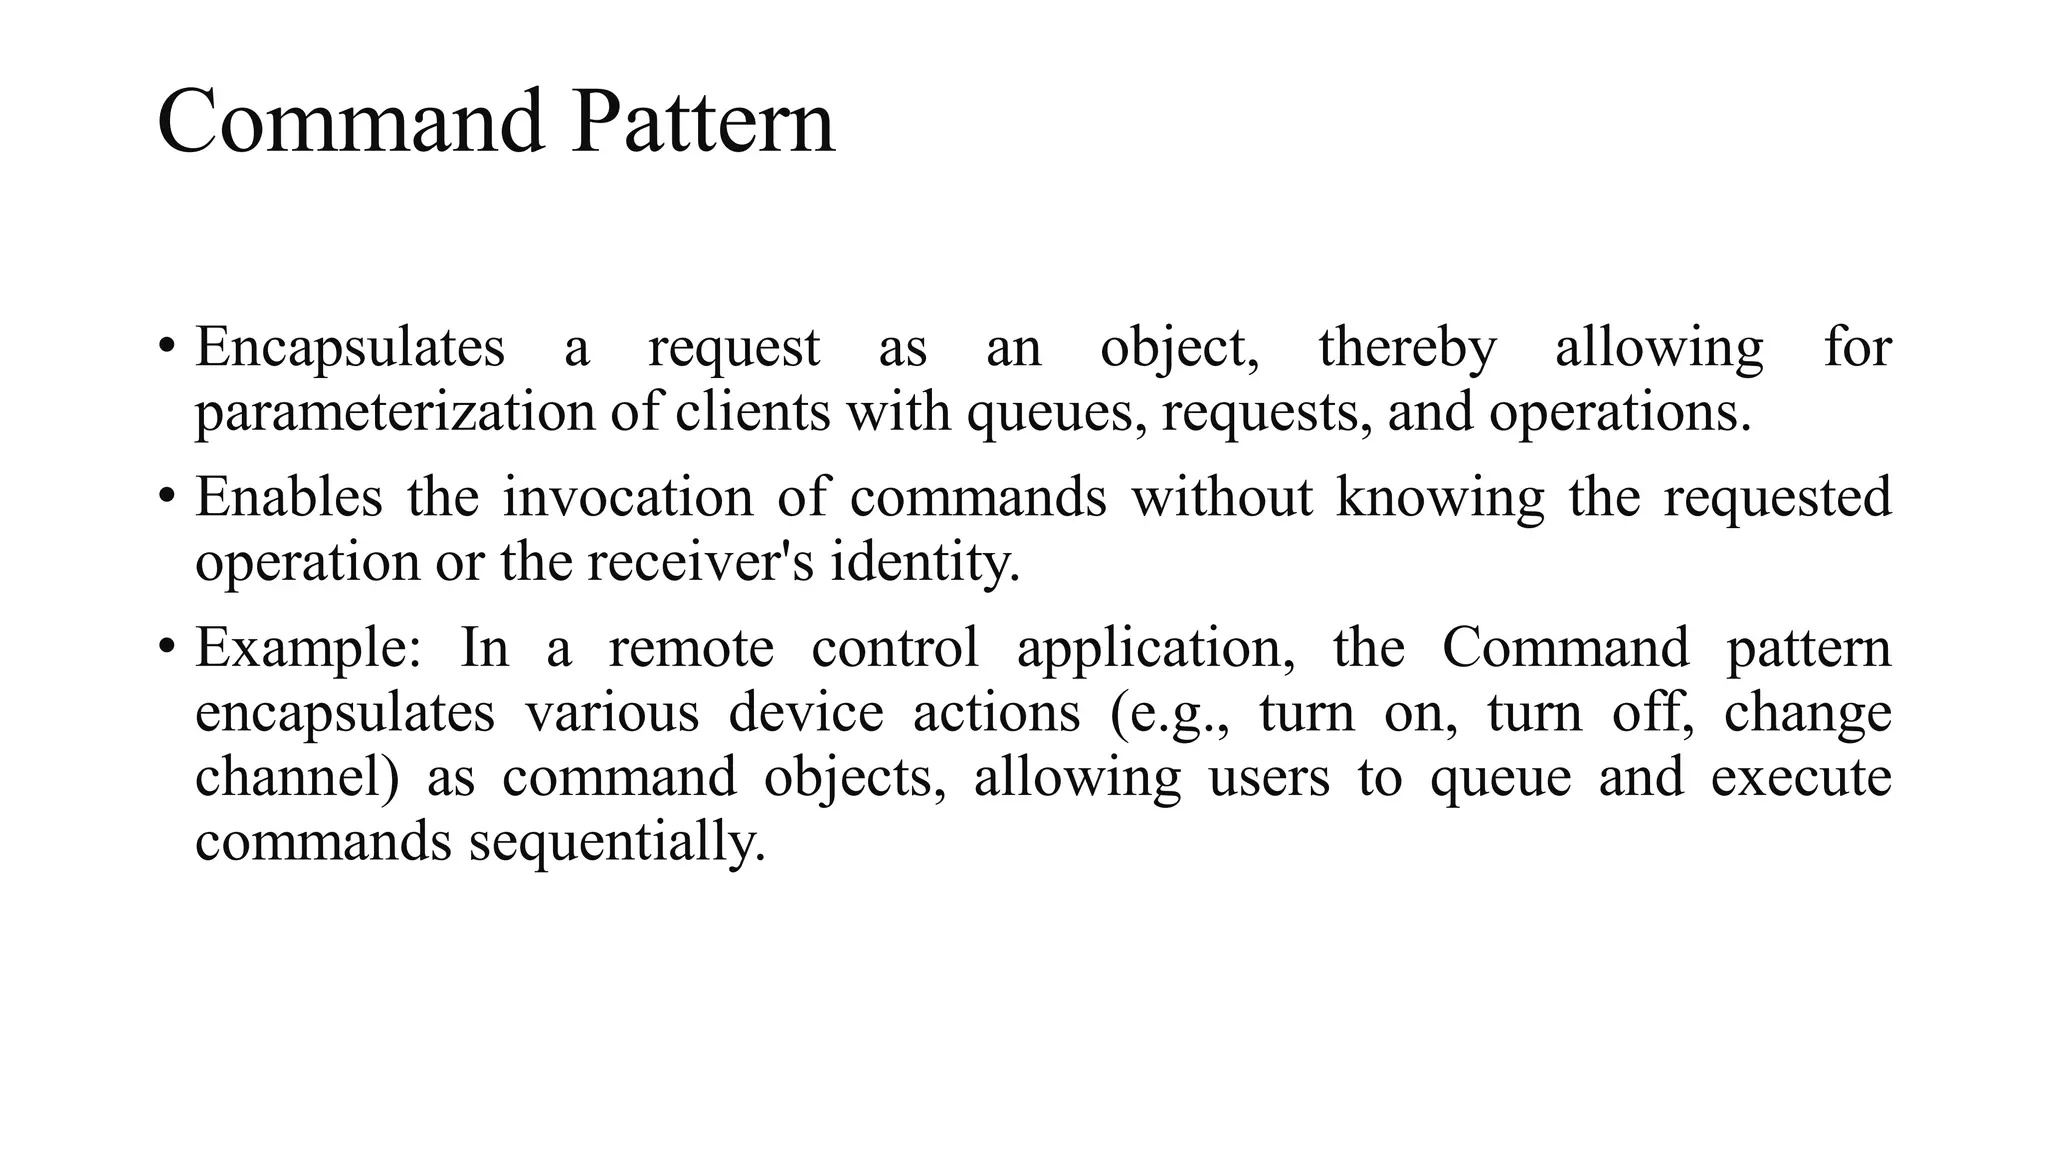 Command Pattern
• Encapsulates a request as an object, thereby allowing for
parameterization of clients with queues, requests, and operations.
• Enables the invocation of commands without knowing the requested
operation or the receiver's identity.
• Example: In a remote control application, the Command pattern
encapsulates various device actions (e.g., turn on, turn off, change
channel) as command objects, allowing users to queue and execute
commands sequentially.